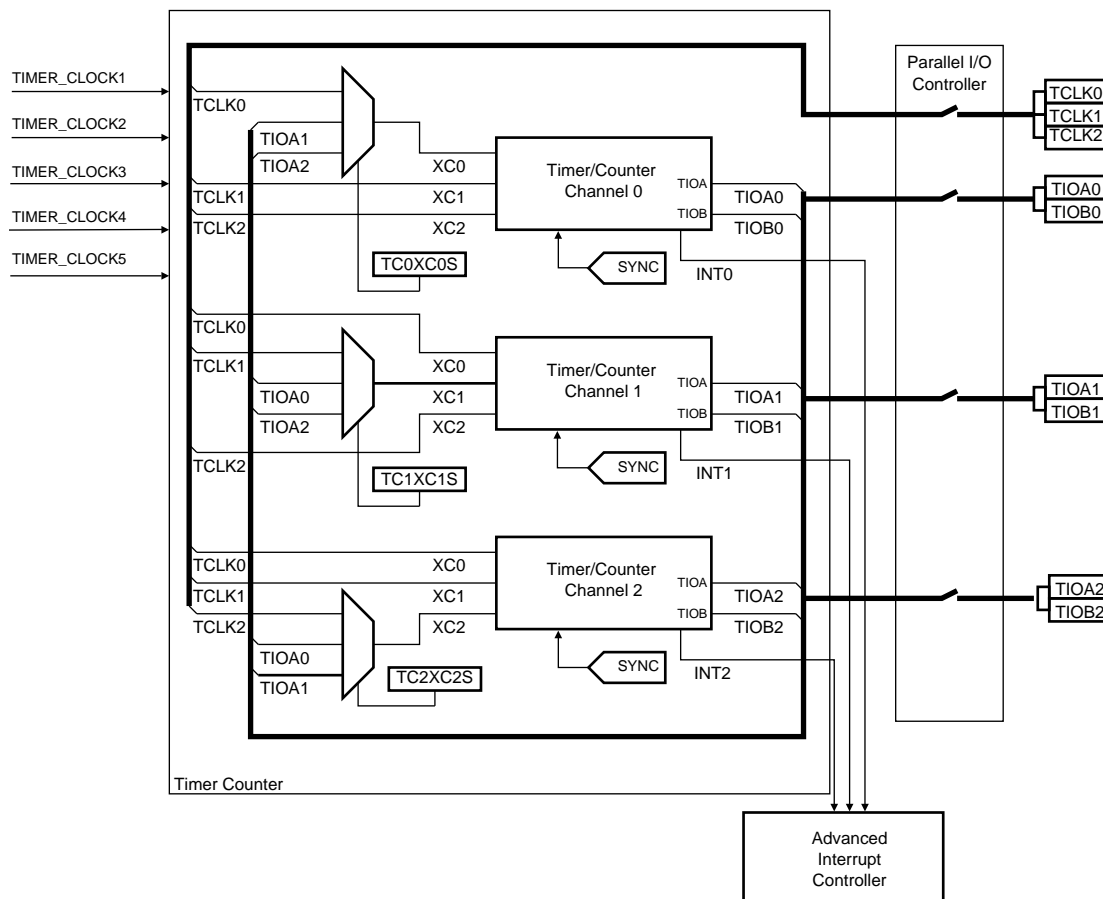 TIMER_CLOCK1
TIMER_CLOCK2
TIMER_CLOCK3
TIMER_CLOCK4
TIMER_CLOCK5
TCLK0
TIOA1
TIOA2
TCLK1
TCLK2
XC0
XC1
XC2
TC0XC0S
Timer/Counter
Channel 0
TIOA
TIOB
TIOA0
TIOB0
SYNC
INT0
TCLK0
TCLK1
TIOA0
TIOA2
TCLK2
XC0
XC1
XC2
TC1XC1S
Timer/Counter
Channel 1
TIOA
TIOB
TIOA1
TIOB1
SYNC
INT1
TCLK0
TCLK1
TCLK2
TIOA0
TIOA1
XC0
XC1
XC2
TC2XC2S
Timer/Counter
Channel 2
TIOA
TIOB
TIOA2
TIOB2
SYNC
INT2
Timer Counter
Parallel I/O
Controller
TCLK0
TCLK1
TCLK2
TIOA0
TIOB0
TIOA1
TIOB1
TIOA2
TIOB2
Advanced
Interrupt
Controller